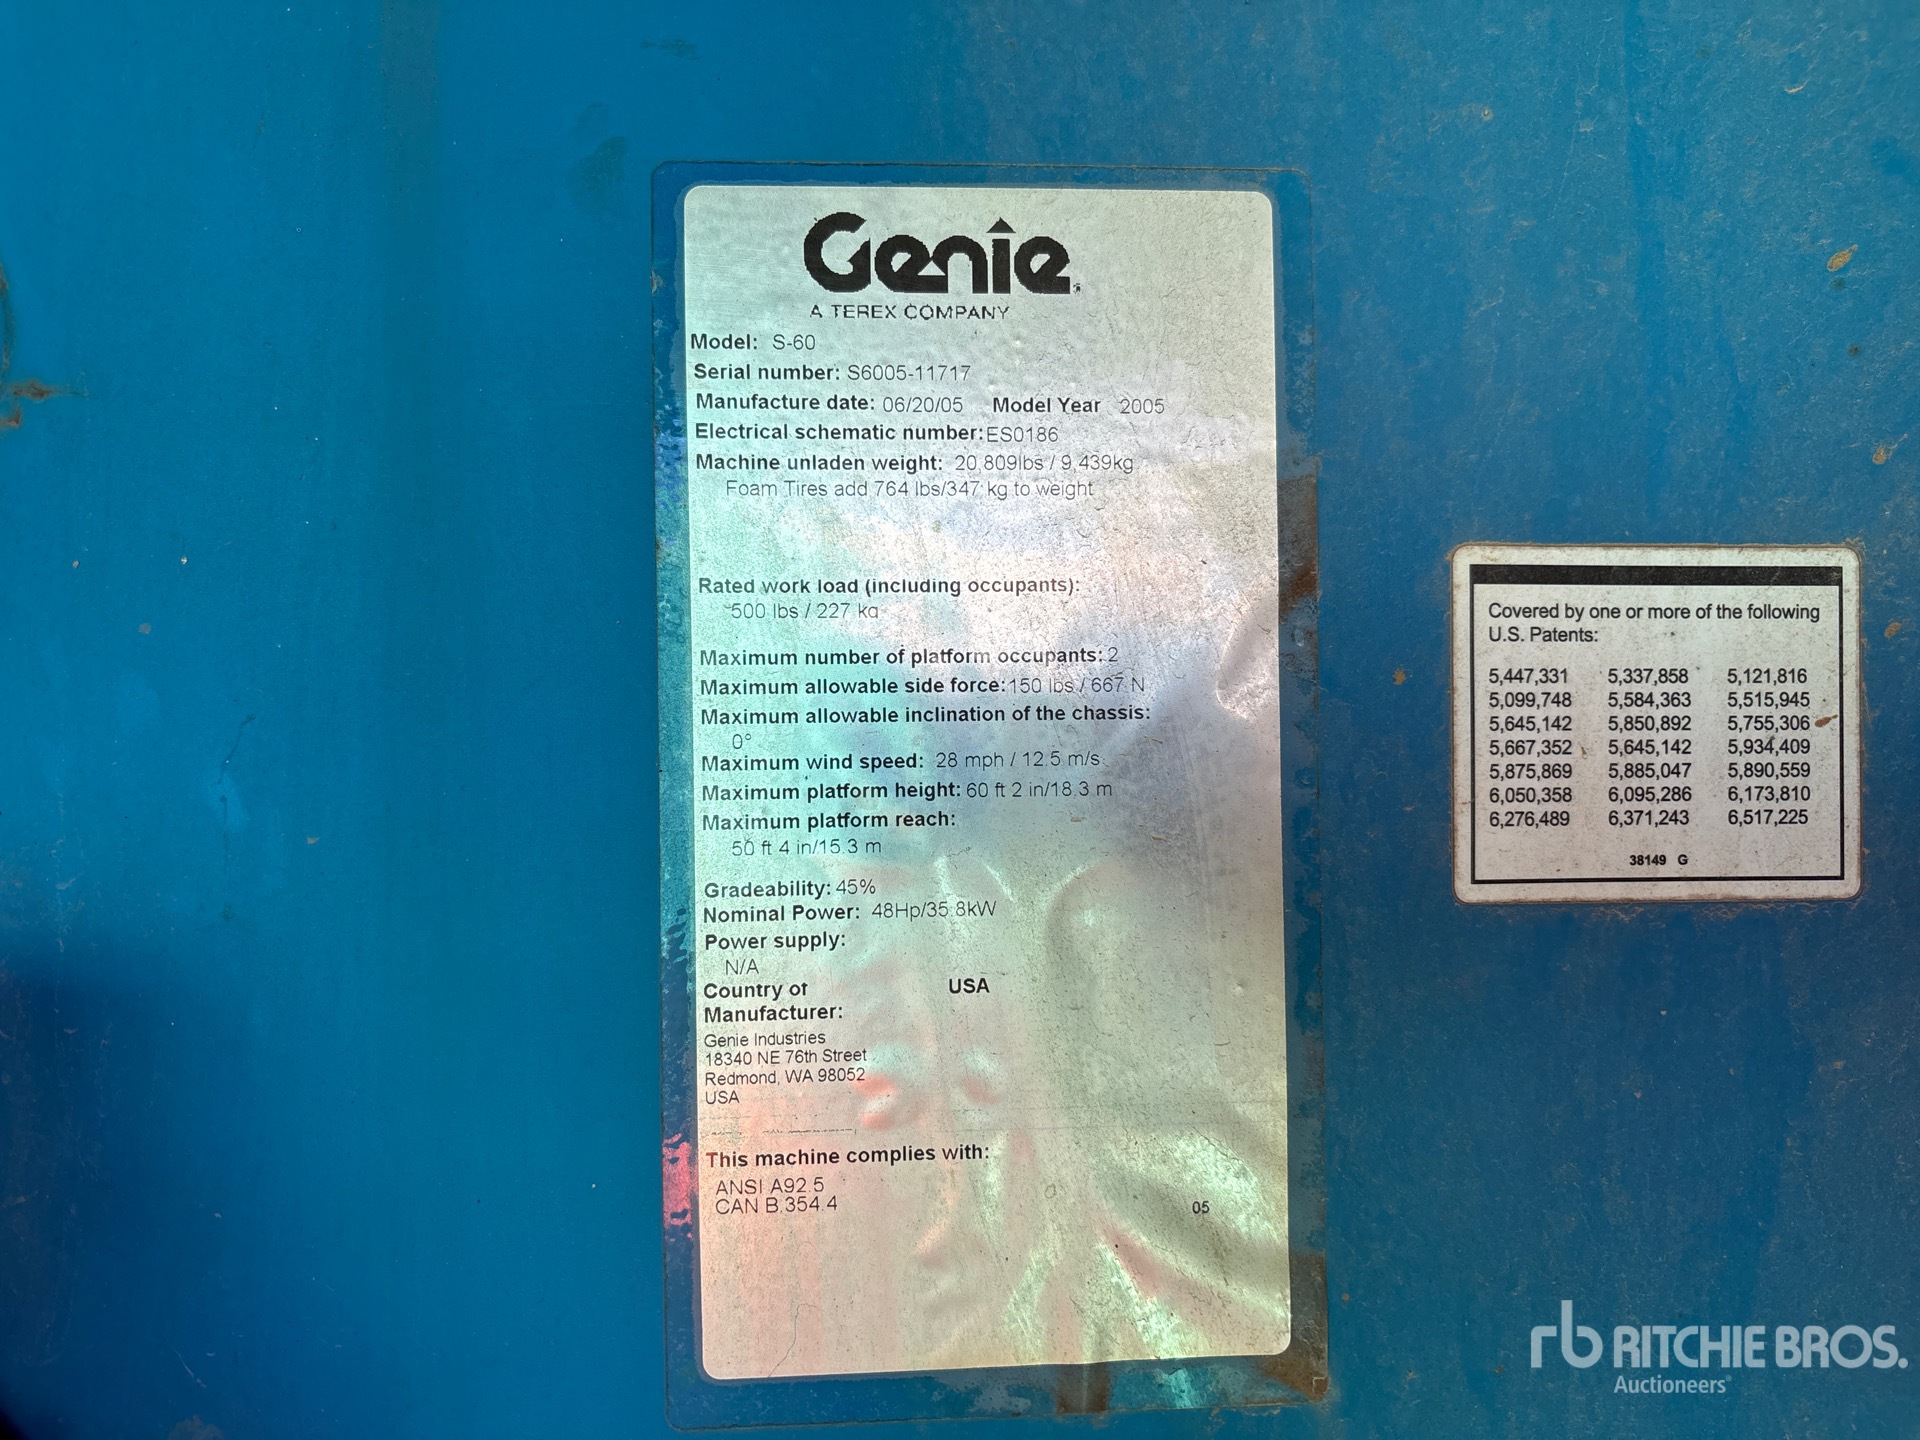 Genie
A TEREX COMPANY
Model: S-60
Serial number: S6005-11717
Manufacture date: 06/20/05 Model Year 2005
Electrical schematic number: ES0186
Machine unladen weight: 20,809lbs / 9,439kg
Foam Tires add 764 lbs/347 kg to weight
Rated work load (including occupants):
500 lbs / 227 kg
Maximum number of platform occupants: 2
Maximum allowable side force: 150 lbs / 667 N
Maximum allowable inclination of the chassis:
0°
Maximum wind speed: 28 mph / 12.5 m/s
Maximum platform height: 60 ft 2 in/18.3 m
Maximum platform reach:
50 ft 4 in/15.3 m
Gradeability: 45%
Nominal Power: 48Hp/35.8kW
Power supply:
N/A
Country of USA
Manufacturer:
Genie Industries
18340 NE 76th Street
Redmond, WA 98052
USA
This machine complies with:
ANSI A92.5
CAN B.354.4
05
Covered by one or more of the following
U.S. Patents:
5,447,331 5,337,858 5,121,816
5,099,748 5,584,363 5,515,945
5,645,142 5,850,892 5,755,306
5,667,352 5,645,142 5,934,409
5,875,869 5,885,047 5,890,559
6,050,358 6,095,286 6,173,810
6,276,489 6,371,243 6,517,225
38149 G
rb RITCHIE BROS.
Auctioneers